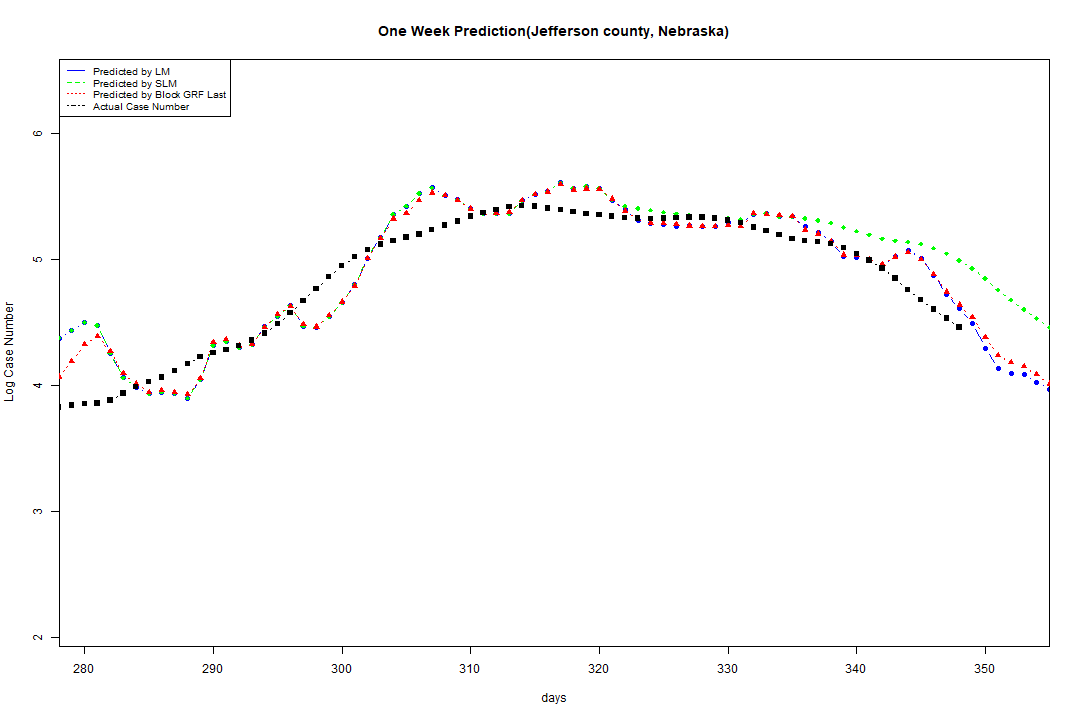 One Week Prediction(Jefferson county, Nebraska)
Predicted by LM
Predicted by SLM
Predicted by Block GRF Last
Actual Case Number
6
5
4
3
2
Log Case Number
280 290 300 310 320 330 340 350
days